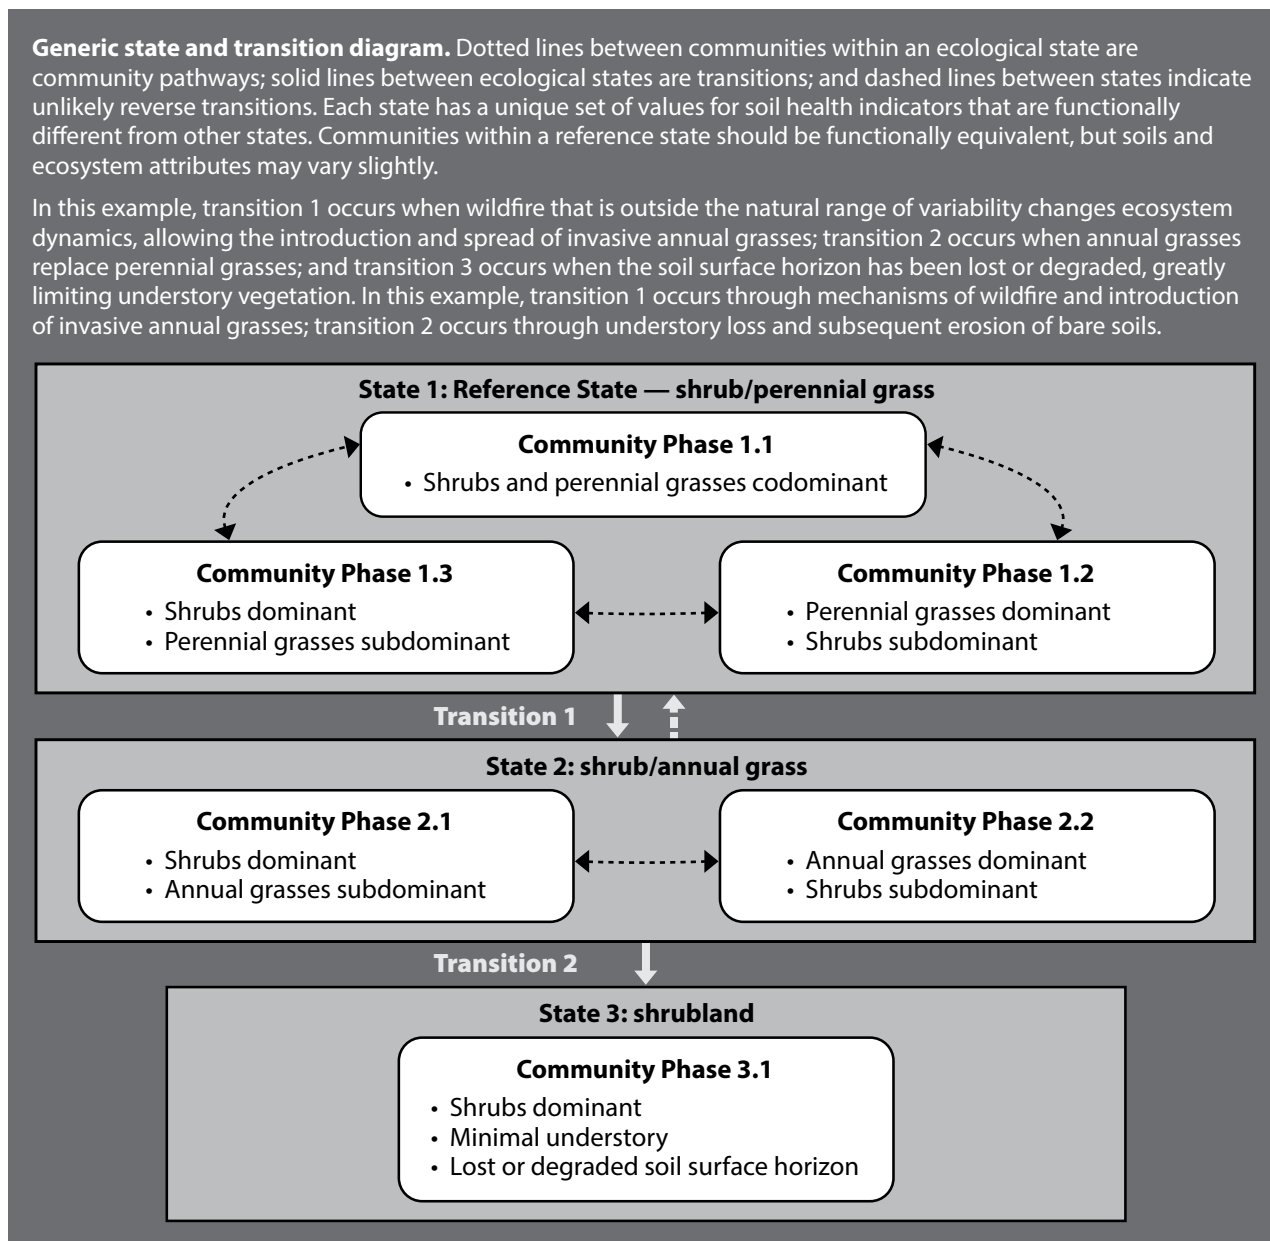 Generic state and transition diagram. Dotted lines between communities within an ecological state are
community pathways; solid lines between ecological states are transitions; and dashed lines between states indicate
unlikely reverse transitions. Each state has a unique set of values for soil health indicators that are functionally
different from other states. Communities within a reference state should be functionally equivalent, but soils and
ecosystem attributes may vary slightly.
In this example, transition 1 occurs when wildfire that is outside the natural range of variability changes ecosystem
dynamics, allowing the introduction and spread of invasive annual grasses; transition 2 occurs when annual grasses
replace perennial grasses; and transition 3 occurs when the soil surface horizon has been lost or degraded, greatly
limiting understory vegetation. In this example, transition 1 occurs through mechanisms of wildfire and introduction
of invasive annual grasses; transition 2 occurs through understory loss and subsequent erosion of bare soils.
State 1: Reference State — shrub/perennial grass
Community Phase 1.1
• Shrubs and perennial grasses codominant
Community Phase 1.3
• Shrubs dominant
• Perennial grasses subdominant
Community Phase 1.2
• Perennial grasses dominant
• Shrubs subdominant
Transition 1
State 2: shrub/annual grass
Community Phase 2.1
• Shrubs dominant
• Annual grasses subdominant
Community Phase 2.2
• Annual grasses dominant
• Shrubs subdominant
Transition 2
State 3: shrubland
Community Phase 3.1
• Shrubs dominant
• Minimal understory
• Lost or degraded soil surface horizon